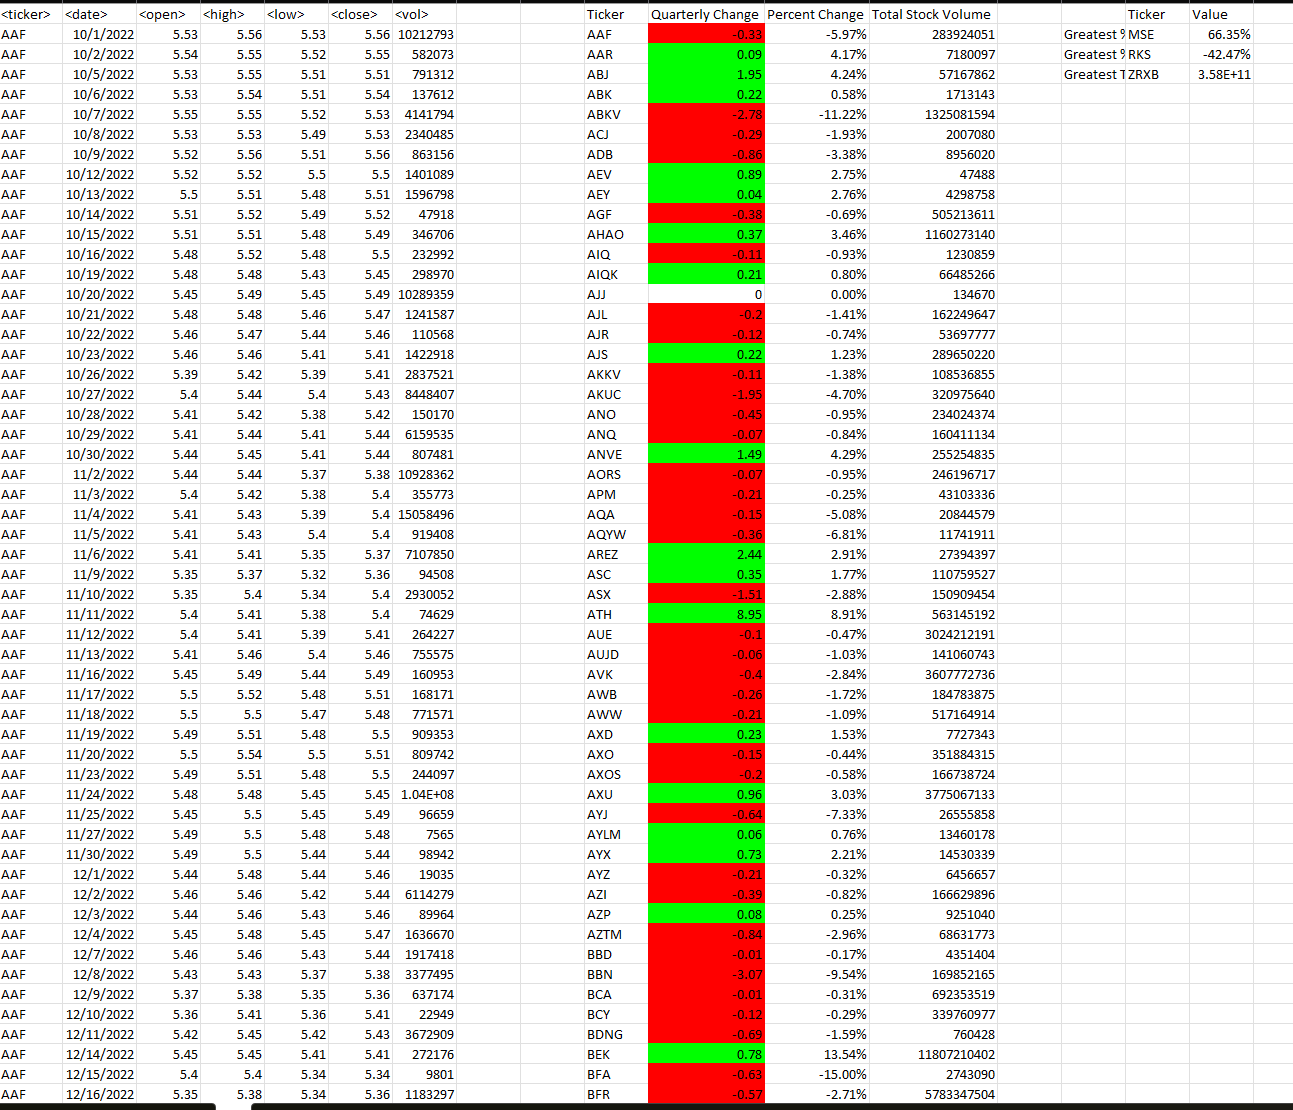 <ticker> <date> <open> <high> <low> <close> <vol> Ticker Quarterly Change Percent Change Total Stock Volume Ticker Value
AAF 10/1/2022 5.53 5.56 5.53 5.56 10212793 AAF -0.33 -5.97% 283924051 Greatest % MSE 66.35%
AAF 10/2/2022 5.54 5.55 5.52 5.55 582073 AAR 0.09 4.17% 7180097 Greatest % RKS -42.47%
AAF 10/5/2022 5.53 5.55 5.51 5.51 791312 ABJ 1.95 4.24% 57167862 Greatest T ZRXB 3.58E+11
AAF 10/6/2022 5.53 5.54 5.51 5.54 137612 ABK 0.22 0.58% 1713143
AAF 10/7/2022 5.55 5.55 5.52 5.53 4141794 ABKV -2.78 -11.22% 1325081594
AAF 10/8/2022 5.53 5.53 5.49 5.53 2340485 ACJ -0.29 -1.93% 2007080
AAF 10/9/2022 5.52 5.56 5.51 5.56 863156 ADB -0.86 -3.38% 8956020
AAF 10/12/2022 5.52 5.52 5.5 5.5 1401089 AEV 0.89 2.75% 47488
AAF 10/13/2022 5.5 5.51 5.48 5.51 1596798 AEY 0.04 2.76% 4298758
AAF 10/14/2022 5.51 5.52 5.49 5.52 47918 AGF -0.38 -0.69% 505213611
AAF 10/15/2022 5.51 5.51 5.48 5.49 346706 AHAO 0.37 3.46% 1160273140
AAF 10/16/2022 5.48 5.52 5.48 5.5 232992 AIQ -0.11 -0.93% 1230859
AAF 10/19/2022 5.48 5.48 5.43 5.45 298970 AIQK 0.21 0.80% 66485266
AAF 10/20/2022 5.45 5.49 5.45 5.49 10289359 AJJ 0 0.00% 134670
AAF 10/21/2022 5.48 5.48 5.46 5.47 1241587 AJL -0.2 -1.41% 162249647
AAF 10/22/2022 5.46 5.47 5.44 5.46 110568 AJR -0.12 -0.74% 53697777
AAF 10/23/2022 5.46 5.46 5.41 5.41 1422918 AJS 0.22 1.23% 289650220
AAF 10/26/2022 5.39 5.42 5.39 5.41 2837521 AKKV -0.11 -1.38% 108536855
AAF 10/27/2022 5.4 5.44 5.4 5.43 8448407 AKUC -1.95 -4.70% 320975640
AAF 10/28/2022 5.41 5.42 5.38 5.42 150170 ANO -0.45 -0.95% 234024374
AAF 10/29/2022 5.41 5.44 5.41 5.44 6159535 ANQ -0.07 -0.84% 160411134
AAF 10/30/2022 5.44 5.45 5.41 5.44 807481 ANVE 1.49 4.29% 255254835
AAF 11/2/2022 5.44 5.44 5.37 5.38 10928362 AORS -0.07 -0.95% 246196717
AAF 11/3/2022 5.4 5.42 5.38 5.4 355773 APM -0.21 -0.25% 43103336
AAF 11/4/2022 5.41 5.43 5.39 5.4 15058496 AQA -0.15 -5.08% 20844579
AAF 11/5/2022 5.41 5.43 5.4 5.4 919408 AQYW -0.36 -6.81% 11741911
AAF 11/6/2022 5.41 5.41 5.35 5.37 7107850 AREZ 2.44 2.91% 27394397
AAF 11/9/2022 5.35 5.37 5.32 5.36 94508 ASC 0.35 1.77% 110759527
AAF 11/10/2022 5.35 5.4 5.34 5.4 2930052 ASX -1.51 -2.88% 150909454
AAF 11/11/2022 5.4 5.41 5.38 5.4 74629 ATH 8.95 8.91% 563145192
AAF 11/12/2022 5.4 5.41 5.39 5.41 264227 AUE -0.1 -0.47% 3024212191
AAF 11/13/2022 5.41 5.46 5.4 5.46 755575 AUJD -0.06 -1.03% 141060743
AAF 11/16/2022 5.45 5.49 5.44 5.49 160953 AVK -0.4 -2.84% 3607772736
AAF 11/17/2022 5.5 5.52 5.48 5.51 168171 AWB -0.26 -1.72% 184783875
AAF 11/18/2022 5.5 5.5 5.47 5.48 771571 AWW -0.21 -1.09% 517164914
AAF 11/19/2022 5.49 5.51 5.48 5.5 909353 AXD 0.23 1.53% 7727343
AAF 11/20/2022 5.5 5.54 5.5 5.51 809742 AXO -0.15 -0.44% 351884315
AAF 11/23/2022 5.49 5.51 5.48 5.5 244097 AXOS -0.2 -0.58% 166738724
AAF 11/24/2022 5.48 5.48 5.45 5.45 1.04E+08 AXU 0.96 3.03% 3775067133
AAF 11/25/2022 5.45 5.5 5.45 5.49 96659 AYJ -0.64 -7.33% 26555858
AAF 11/27/2022 5.49 5.5 5.48 5.48 7565 AYLM 0.06 0.76% 13460178
AAF 11/30/2022 5.49 5.5 5.44 5.44 98942 AYX 0.73 2.21% 14530339
AAF 12/1/2022 5.44 5.48 5.44 5.46 19035 AYZ -0.21 -0.32% 6456657
AAF 12/2/2022 5.46 5.46 5.42 5.44 6114279 AZI -0.39 -0.82% 166629896
AAF 12/3/2022 5.44 5.46 5.43 5.46 89964 AZP 0.08 0.25% 9251040
AAF 12/4/2022 5.45 5.48 5.45 5.47 1636670 AZTM -0.84 -2.96% 68631773
AAF 12/7/2022 5.46 5.46 5.43 5.44 1917418 BBD -0.01 -0.17% 4351404
AAF 12/8/2022 5.43 5.43 5.37 5.38 3377495 BBN -3.07 -9.54% 169852165
AAF 12/9/2022 5.37 5.38 5.35 5.36 637174 BCA -0.01 -0.31% 692353519
AAF 12/10/2022 5.36 5.41 5.36 5.41 22949 BCY -0.12 -0.29% 339760977
AAF 12/11/2022 5.42 5.45 5.42 5.43 3672909 BDNG -0.69 -1.59% 760428
AAF 12/14/2022 5.45 5.45 5.41 5.41 272176 BEK 0.78 13.54% 11807210402
AAF 12/15/2022 5.4 5.4 5.34 5.34 9801 BFA -0.63 -15.00% 2743090
AAF 12/16/2022 5.35 5.38 5.34 5.36 1183297 BFR -0.57 -2.71% 5783347504